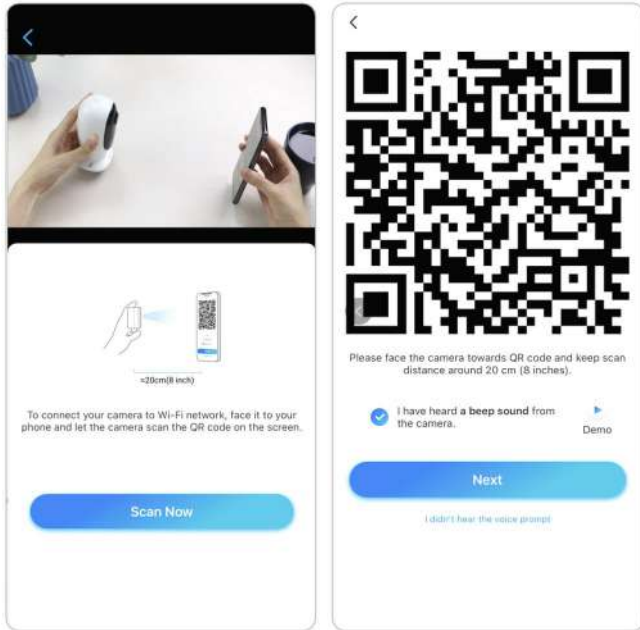 ≈20cm(8 inch)
To connect your camera to Wi-Fi network, face it to your
phone and let the camera scan the QR code on the screen.
Scan Now
Please face the camera towards QR code and keep scan
distance around 20 cm (8 inches).
I have heard a beep sound from
the camera.
Demo
Next
I didn't hear the voice prompt